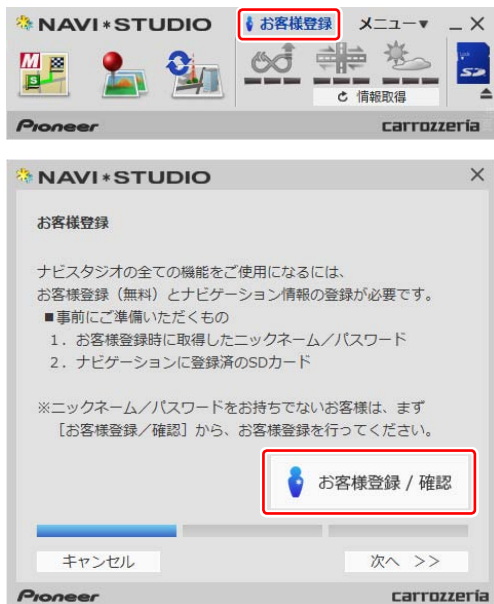 NAVI*STUDIO お客様登録 メニュー▼ _ ×
M
S
SD
情報取得
Pioneer carrozzeria
NAVI*STUDIO ×
お客様登録
ナビスタジオの全ての機能をご使用になるには、
お客様登録（無料）とナビゲーション情報の登録が必要です。
■事前にご準備いただくもの
1. お客様登録時に取得したニックネーム／パスワード
2. ナビゲーションに登録済のSDカード
※ニックネーム／パスワードをお持ちでないお客様は、まず
［お客様登録／確認］から、お客様登録を行ってください。
お客様登録 / 確認
キャンセル 次へ >>
Pioneer carrozzeria